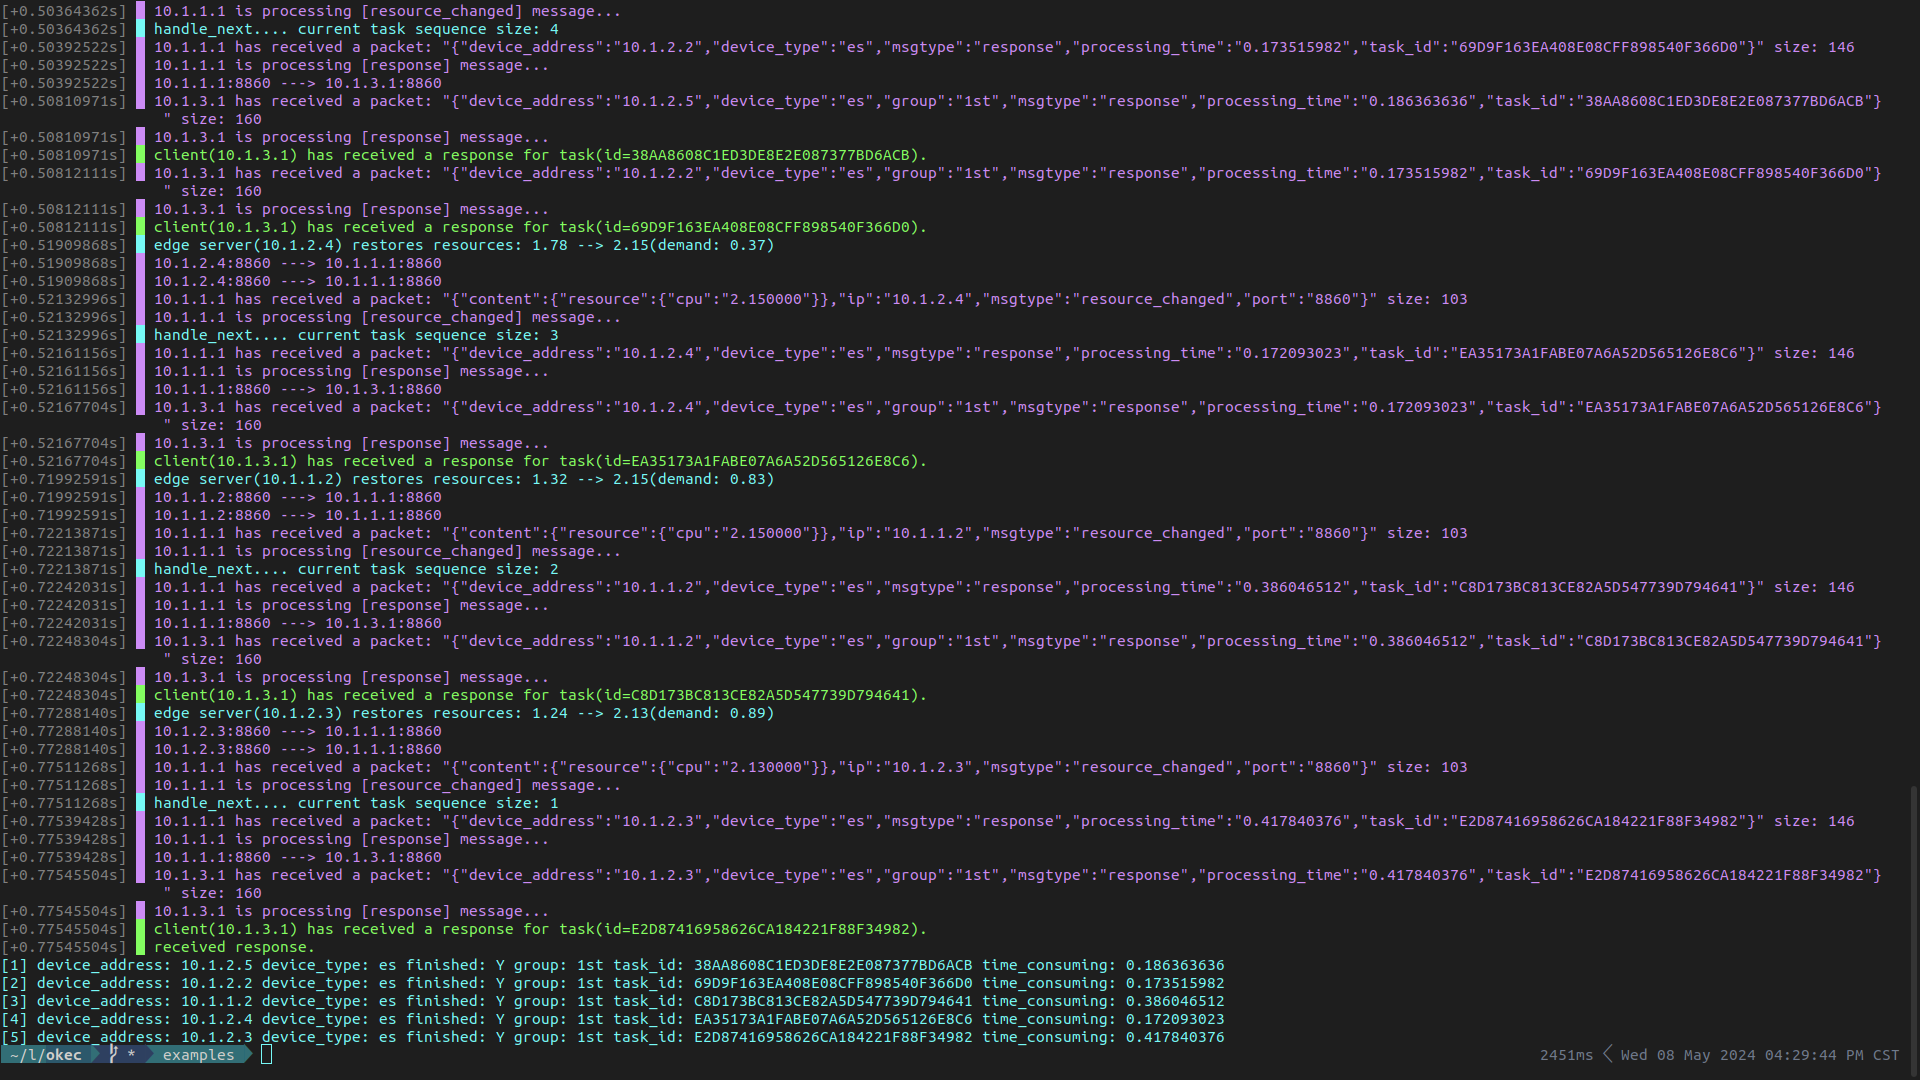 [+0.50364362s] 10.1.1.1 is processing [resource_changed] message...
[+0.50364362s] handle_next.... current task sequence size: 4
[+0.50392522s] 10.1.1.1 has received a packet: "{"device_address":"10.1.2.2","device_type":"es","msgtype":"response","processing_time":"0.173515982","task_id":"69D9F163EA408E08CFF898540F366D0"}" size: 146
[+0.50392522s] 10.1.1.1 is processing [response] message...
[+0.50392522s] 10.1.1.1:8860 ---> 10.1.3.1:8860
[+0.50810971s] 10.1.3.1 has received a packet: "{"device_address":"10.1.2.5","device_type":"es","group":"1st","msgtype":"response","processing_time":"0.186363636","task_id":"38AA8608C1ED3DE8E2E087377BD6ACB"}
" size: 160
[+0.50810971s] 10.1.3.1 is processing [response] message...
[+0.50810971s] client(10.1.3.1) has received a response for task(id=38AA8608C1ED3DE8E2E087377BD6ACB).
[+0.50812111s] 10.1.3.1 has received a packet: "{"device_address":"10.1.2.2","device_type":"es","group":"1st","msgtype":"response","processing_time":"0.173515982","task_id":"69D9F163EA408E08CFF898540F366D0"}
" size: 160
[+0.50812111s] 10.1.3.1 is processing [response] message...
[+0.50812111s] client(10.1.3.1) has received a response for task(id=69D9F163EA408E08CFF898540F366D0).
[+0.51909868s] edge server(10.1.2.4) restores resources: 1.78 --> 2.15(demand: 0.37)
[+0.51909868s] 10.1.2.4:8860 ---> 10.1.1.1:8860
[+0.51909868s] 10.1.2.4:8860 ---> 10.1.1.1:8860
[+0.52132996s] 10.1.1.1 has received a packet: "{"content":{"resource":{"cpu":"2.150000"}},"ip":"10.1.2.4","msgtype":"resource_changed","port":"8860"}" size: 103
[+0.52132996s] 10.1.1.1 is processing [resource_changed] message...
[+0.52132996s] handle_next.... current task sequence size: 3
[+0.52161156s] 10.1.1.1 has received a packet: "{"device_address":"10.1.2.4","device_type":"es","msgtype":"response","processing_time":"0.172093023","task_id":"EA35173A1FABE07A6A52D565126E8C6"}" size: 146
[+0.52161156s] 10.1.1.1 is processing [response] message...
[+0.52161156s] 10.1.1.1:8860 ---> 10.1.3.1:8860
[+0.52167704s] 10.1.3.1 has received a packet: "{"device_address":"10.1.2.4","device_type":"es","group":"1st","msgtype":"response","processing_time":"0.172093023","task_id":"EA35173A1FABE07A6A52D565126E8C6"}
" size: 160
[+0.52167704s] 10.1.3.1 is processing [response] message...
[+0.52167704s] client(10.1.3.1) has received a response for task(id=EA35173A1FABE07A6A52D565126E8C6).
[+0.71992591s] edge server(10.1.1.2) restores resources: 1.32 --> 2.15(demand: 0.83)
[+0.71992591s] 10.1.1.2:8860 ---> 10.1.1.1:8860
[+0.71992591s] 10.1.1.2:8860 ---> 10.1.1.1:8860
[+0.72213871s] 10.1.1.1 has received a packet: "{"content":{"resource":{"cpu":"2.150000"}},"ip":"10.1.1.2","msgtype":"resource_changed","port":"8860"}" size: 103
[+0.72213871s] 10.1.1.1 is processing [resource_changed] message...
[+0.72213871s] handle_next.... current task sequence size: 2
[+0.72242031s] 10.1.1.1 has received a packet: "{"device_address":"10.1.1.2","device_type":"es","msgtype":"response","processing_time":"0.386046512","task_id":"C8D173BC813CE82A5D547739D794641"}" size: 146
[+0.72242031s] 10.1.1.1 is processing [response] message...
[+0.72242031s] 10.1.1.1:8860 ---> 10.1.3.1:8860
[+0.72248304s] 10.1.3.1 has received a packet: "{"device_address":"10.1.1.2","device_type":"es","group":"1st","msgtype":"response","processing_time":"0.386046512","task_id":"C8D173BC813CE82A5D547739D794641"}
" size: 160
[+0.72248304s] 10.1.3.1 is processing [response] message...
[+0.72248304s] client(10.1.3.1) has received a response for task(id=C8D173BC813CE82A5D547739D794641).
[+0.77288140s] edge server(10.1.2.3) restores resources: 1.24 --> 2.13(demand: 0.89)
[+0.77288140s] 10.1.2.3:8860 ---> 10.1.1.1:8860
[+0.77288140s] 10.1.2.3:8860 ---> 10.1.1.1:8860
[+0.77511268s] 10.1.1.1 has received a packet: "{"content":{"resource":{"cpu":"2.130000"}},"ip":"10.1.2.3","msgtype":"resource_changed","port":"8860"}" size: 103
[+0.77511268s] 10.1.1.1 is processing [resource_changed] message...
[+0.77511268s] handle_next.... current task sequence size: 1
[+0.77539428s] 10.1.1.1 has received a packet: "{"device_address":"10.1.2.3","device_type":"es","msgtype":"response","processing_time":"0.417840376","task_id":"E2D87416958626CA184221F88F34982"}" size: 146
[+0.77539428s] 10.1.1.1 is processing [response] message...
[+0.77539428s] 10.1.1.1:8860 ---> 10.1.3.1:8860
[+0.77545504s] 10.1.3.1 has received a packet: "{"device_address":"10.1.2.3","device_type":"es","group":"1st","msgtype":"response","processing_time":"0.417840376","task_id":"E2D87416958626CA184221F88F34982"}
" size: 160
[+0.77545504s] 10.1.3.1 is processing [response] message...
[+0.77545504s] client(10.1.3.1) has received a response for task(id=E2D87416958626CA184221F88F34982).
[+0.77545504s] received response.
[1] device_address: 10.1.2.5 device_type: es finished: Y group: 1st task_id: 38AA8608C1ED3DE8E2E087377BD6ACB time_consuming: 0.186363636
[2] device_address: 10.1.2.2 device_type: es finished: Y group: 1st task_id: 69D9F163EA408E08CFF898540F366D0 time_consuming: 0.173515982
[3] device_address: 10.1.1.2 device_type: es finished: Y group: 1st task_id: C8D173BC813CE82A5D547739D794641 time_consuming: 0.386046512
[4] device_address: 10.1.2.4 device_type: es finished: Y group: 1st task_id: EA35173A1FABE07A6A52D565126E8C6 time_consuming: 0.172093023
[5] device_address: 10.1.2.3 device_type: es finished: Y group: 1st task_id: E2D87416958626CA184221F88F34982 time_consuming: 0.417840376
~/l/okec * examples 2451ms Wed 08 May 2024 04:29:44 PM CST